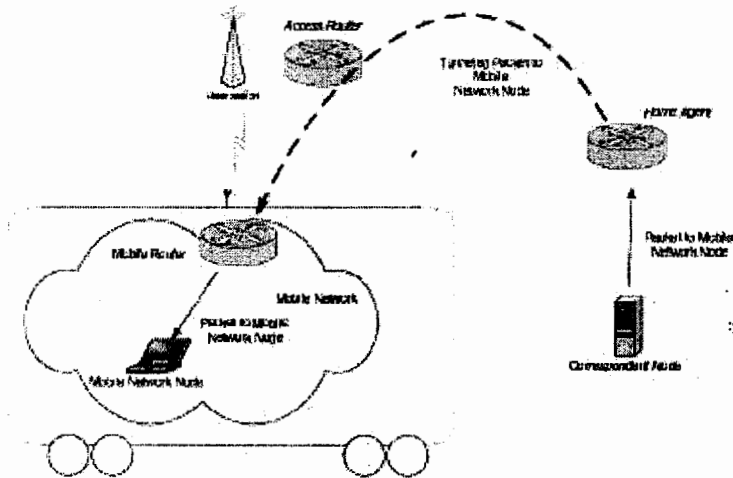 Access Router
Tunneling Packet to
Mobile
Network Node
Home Agent
Mobile Router
Packet to Mobile
Network Node
Mobile Network
Packet to Mobile
Network Node
Mobile Network Node
Correspondent Node